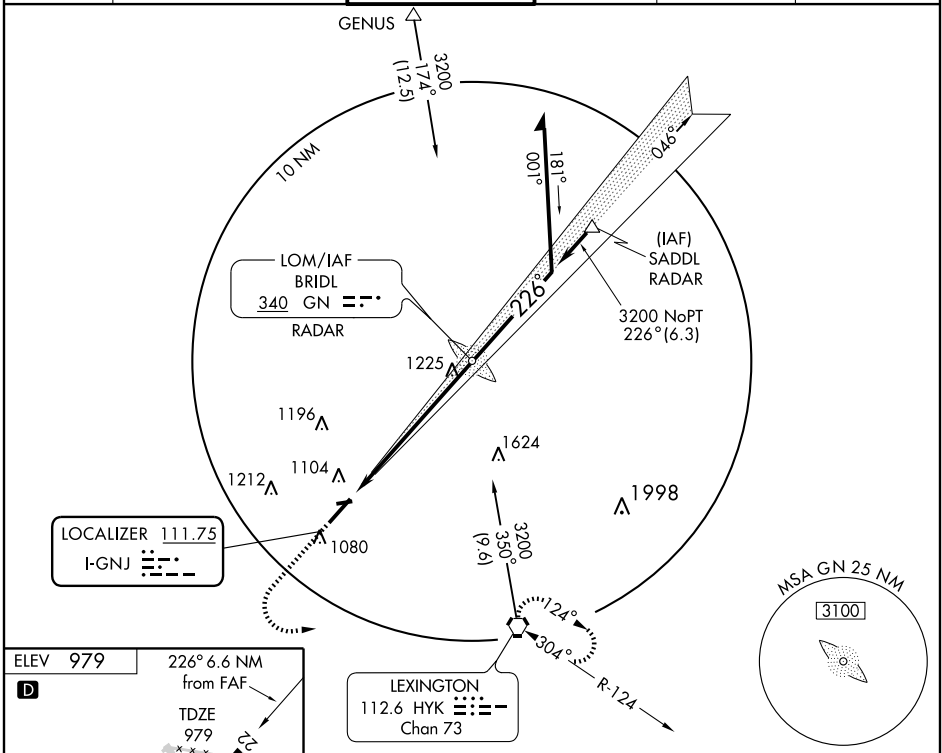 GENUS
3200
174°
(12.5)
10 NM
181°
001°
046°
(IAF)
SADDL
RADAR
LOM/IAF
BRIDL
340 GN
RADAR
226°
3200 NoPT
226° (6.3)
1225
1196
1624
1212
1104
1998
LOCALIZER 111.75
I-GNJ
1080
3200
350°
(9.6)
MSA GN 25 NM
3100
124°
304°
R-124
LEXINGTON
112.6 HYK
Chan 73
ELEV 979
D
226° 6.6 NM
from FAF
TDZE
979
22